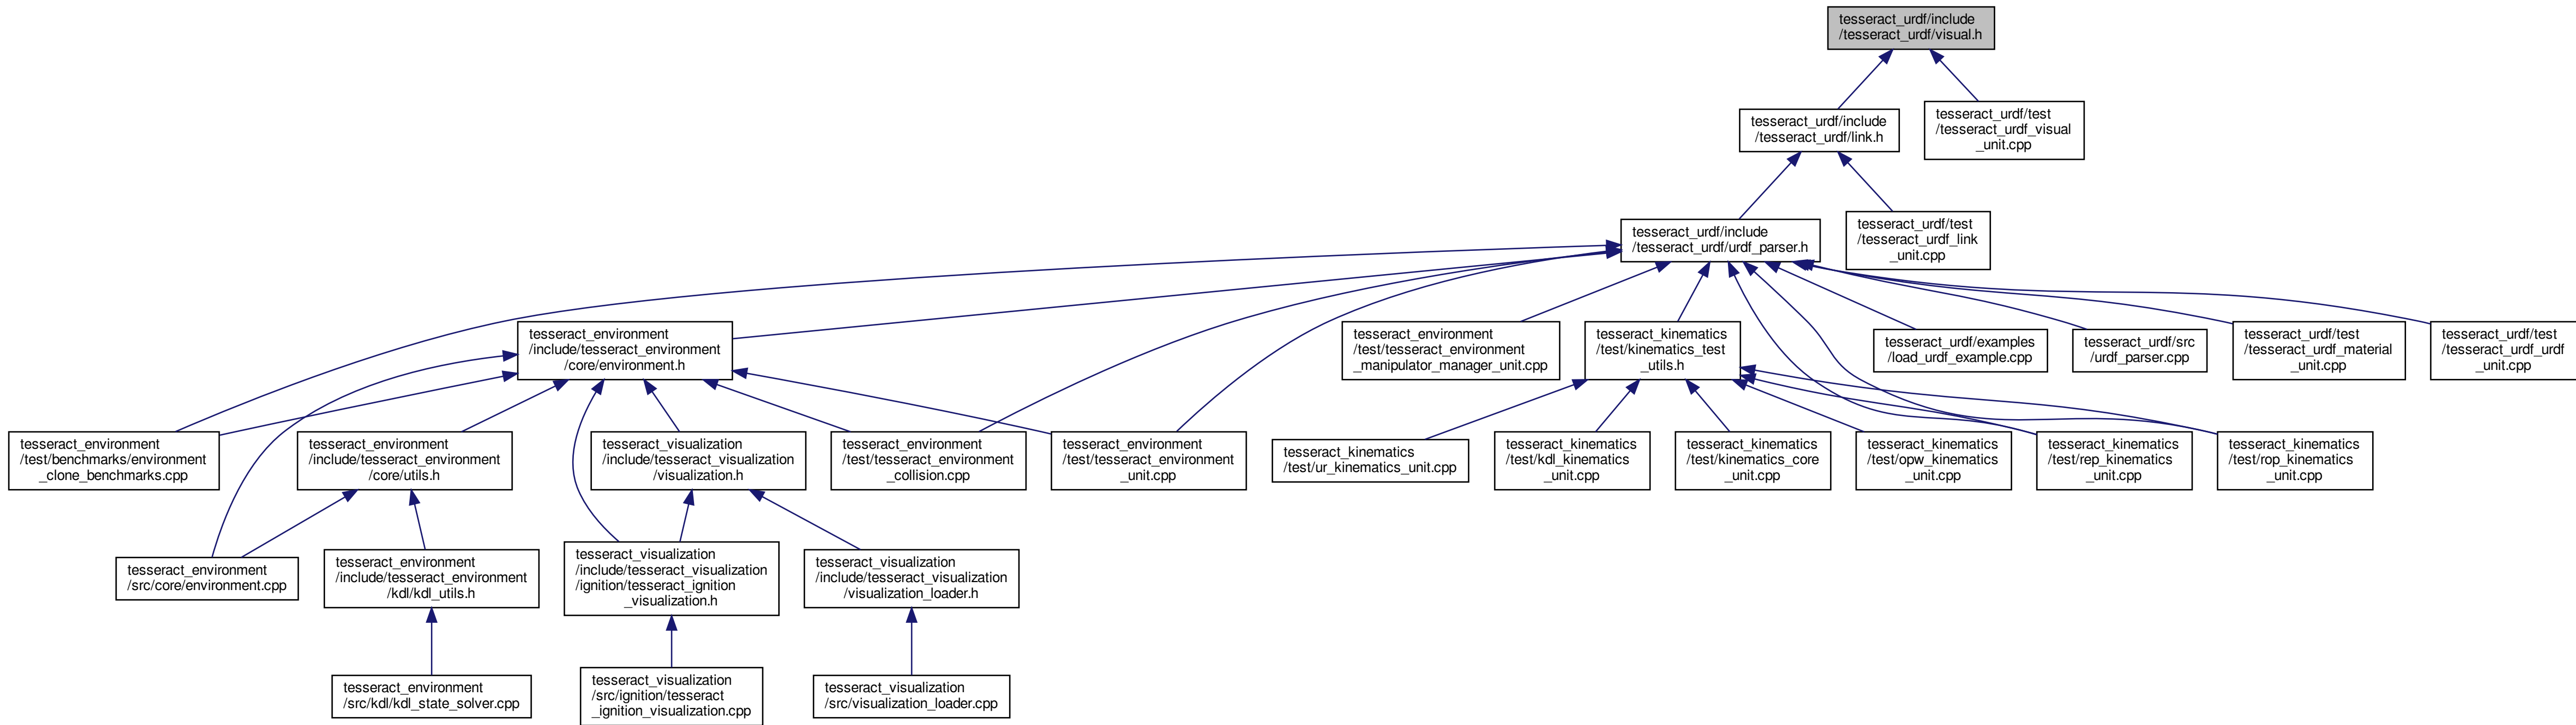 tesseract_urdf/include
/tesseract_urdf/visual.h
tesseract_urdf/include
/tesseract_urdf/link.h
tesseract_urdf/test
/tesseract_urdf_visual
_unit.cpp
tesseract_urdf/include
/tesseract_urdf/urdf_parser.h
tesseract_urdf/test
/tesseract_urdf_link
_unit.cpp
tesseract_environment
/include/tesseract_environment
/core/environment.h
tesseract_environment
/test/tesseract_environment
_manipulator_manager_unit.cpp
tesseract_kinematics
/test/kinematics_test
_utils.h
tesseract_urdf/examples
/load_urdf_example.cpp
tesseract_urdf/src
/urdf_parser.cpp
tesseract_urdf/test
/tesseract_urdf_material
_unit.cpp
tesseract_urdf/test
/tesseract_urdf_urdf
_unit.cpp
tesseract_environment
/test/benchmarks/environment
_clone_benchmarks.cpp
tesseract_environment
/include/tesseract_environment
/core/utils.h
tesseract_visualization
/include/tesseract_visualization
/visualization.h
tesseract_environment
/test/tesseract_environment
_collision.cpp
tesseract_environment
/test/tesseract_environment
_unit.cpp
tesseract_kinematics
/test/ur_kinematics_unit.cpp
tesseract_kinematics
/test/kdl_kinematics
_unit.cpp
tesseract_kinematics
/test/kinematics_core
_unit.cpp
tesseract_kinematics
/test/opw_kinematics
_unit.cpp
tesseract_kinematics
/test/rep_kinematics
_unit.cpp
tesseract_kinematics
/test/rop_kinematics
_unit.cpp
tesseract_environment
/src/core/environment.cpp
tesseract_environment
/include/tesseract_environment
/kdl/kdl_utils.h
tesseract_visualization
/include/tesseract_visualization
/ignition/tesseract_ignition
_visualization.h
tesseract_visualization
/include/tesseract_visualization
/visualization_loader.h
tesseract_environment
/src/kdl/kdl_state_solver.cpp
tesseract_visualization
/src/ignition/tesseract
_ignition_visualization.cpp
tesseract_visualization
/src/visualization_loader.cpp